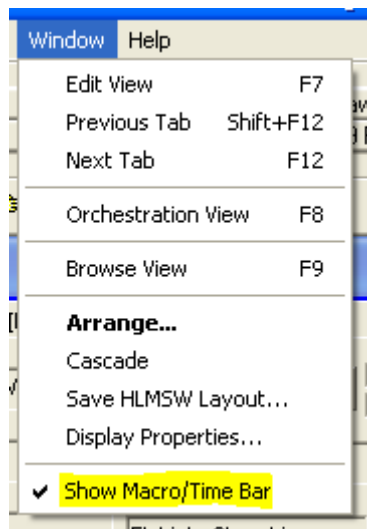 Window Help
Edit View F7
Previous Tab Shift+F12
Next Tab F12
Orchestration View F8
Browse View F9
Arrange...
Cascade
Save HLMSW Layout...
Display Properties...
✓ Show Macro/Time Bar